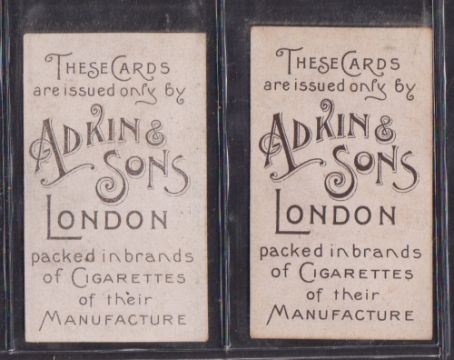 These Cards
are issued only by
Adkin &
Sons
London
packed in brands
of Cigarettes
of their
Manufacture
These Cards
are issued only by
Adkin &
Sons
London
packed in brands
of Cigarettes
of their
Manufacture